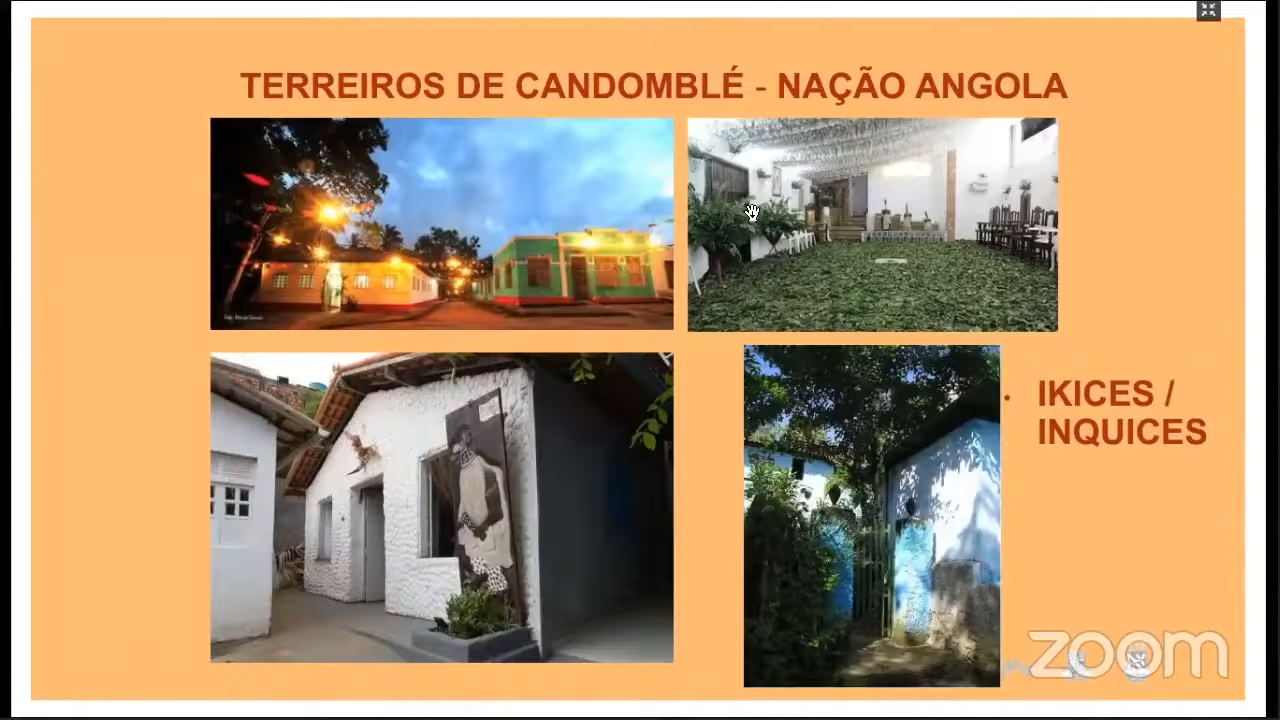 TERREIROS DE CANDOMBLÉ - NAÇÃO ANGOLA
• IKICES /
INQUICES
zoom